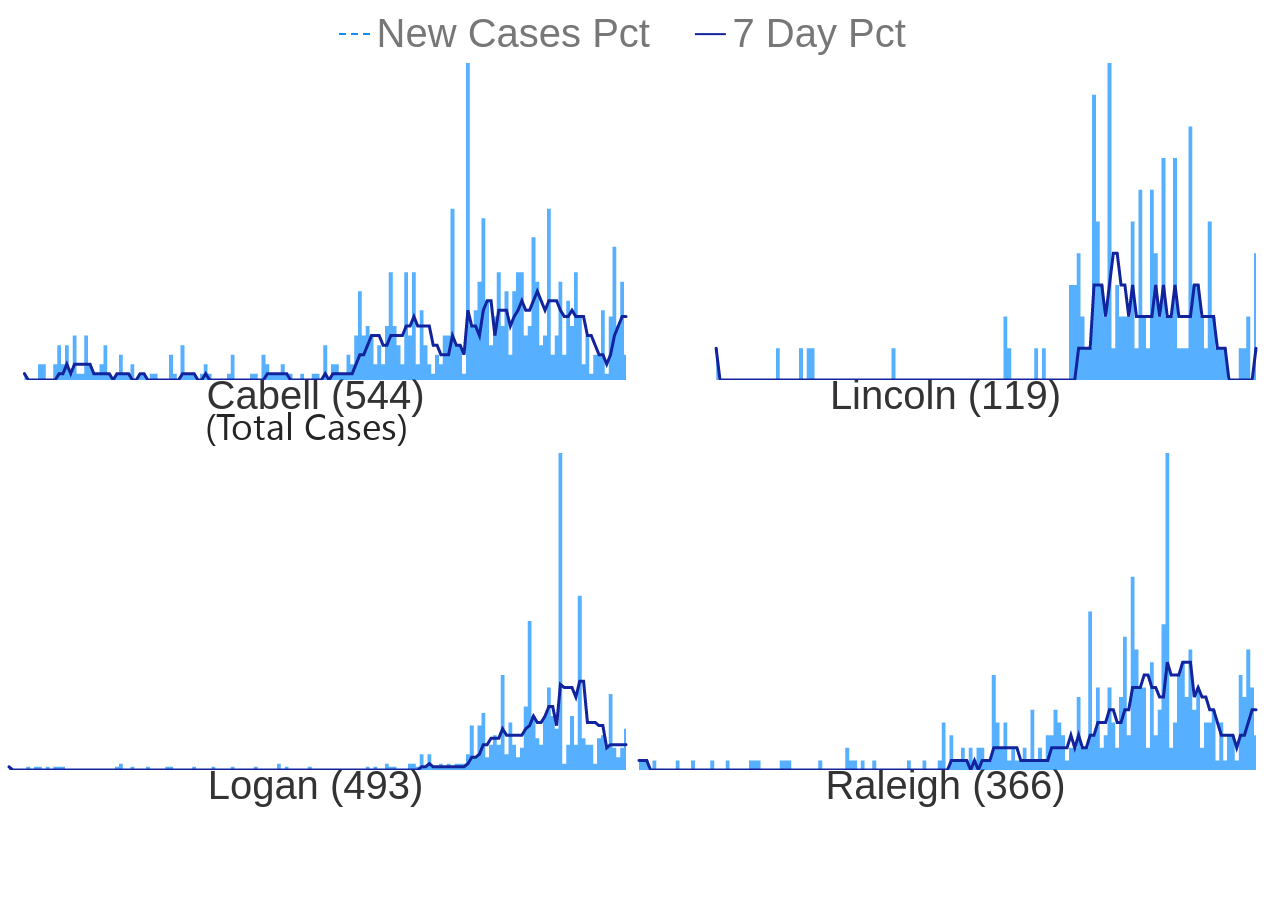 New Cases Pct 7 Day Pct
Cabell (544) Lincoln (119)
(Total Cases)
Logan (493) Raleigh (366)